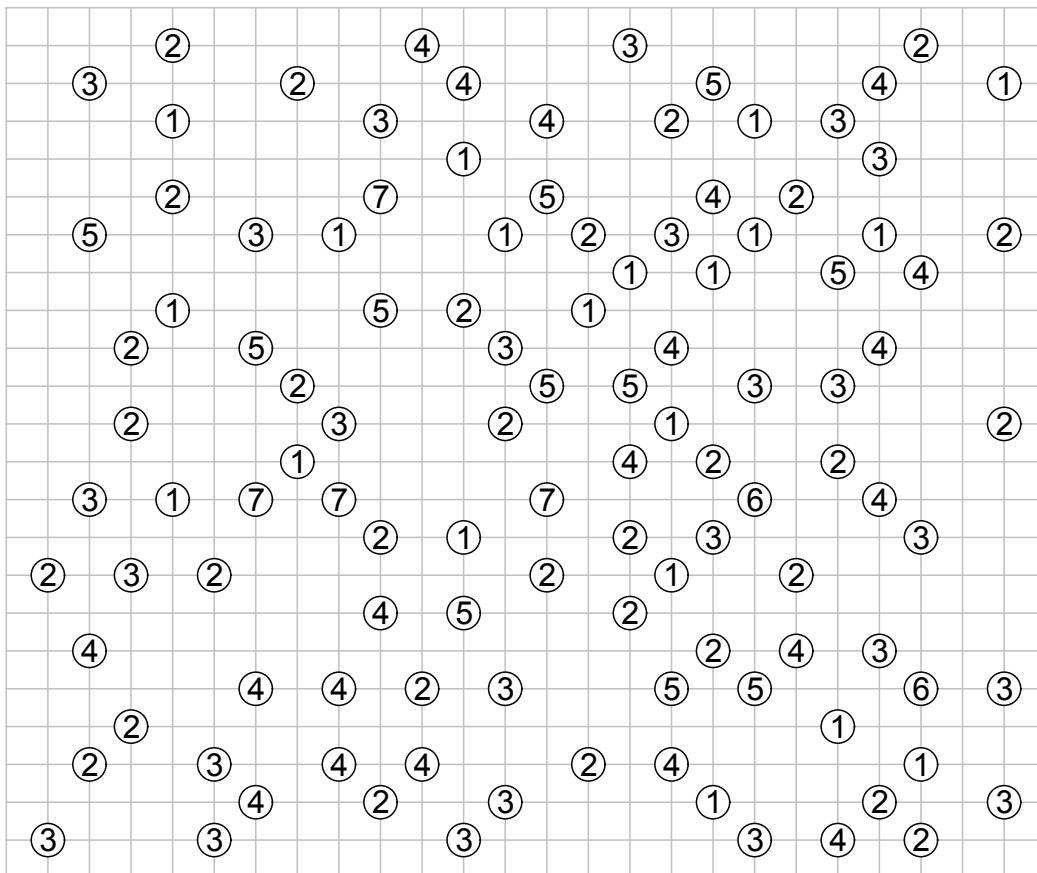 2 4 3 2
3 2 4 5 4 1
1 3 4 2 1 3
1 3
2 7 5 4 2
5 3 1 1 2 3 1 1 2
1 1 5 4
1 5 2 1
2 5 3 4 4
2 5 5 3 3
2 3 2 1 2
1 4 2 2
3 1 7 7 7 6 4
2 1 2 3 3
2 3 2 2 1 2
4 5 2
4 2 4 3
4 4 2 3 5 5 6 3
2 1
2 3 4 4 2 4 1
4 2 3 1 2 3
3 3 3 3 4 2